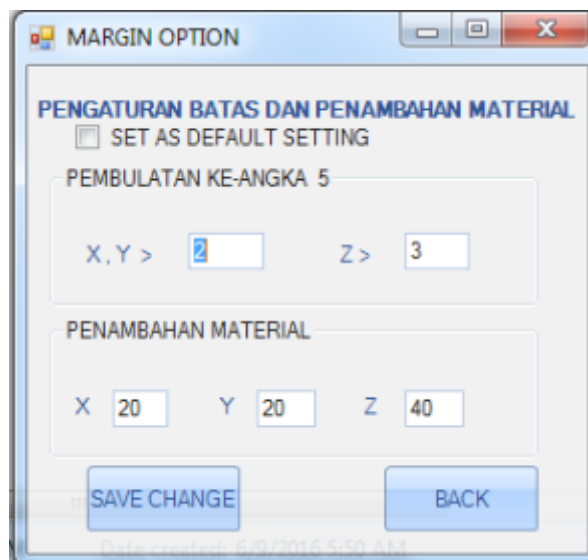 MARGIN OPTION
PENGATURAN BATAS DAN PENAMBAHAN MATERIAL
SET AS DEFAULT SETTING
PEMBULATAN KE-ANGKA 5
X , Y > 2 Z > 3
PENAMBAHAN MATERIAL
X 20 Y 20 Z 40
SAVE CHANGE BACK
Date created: 6/9/2016 5:50 AM